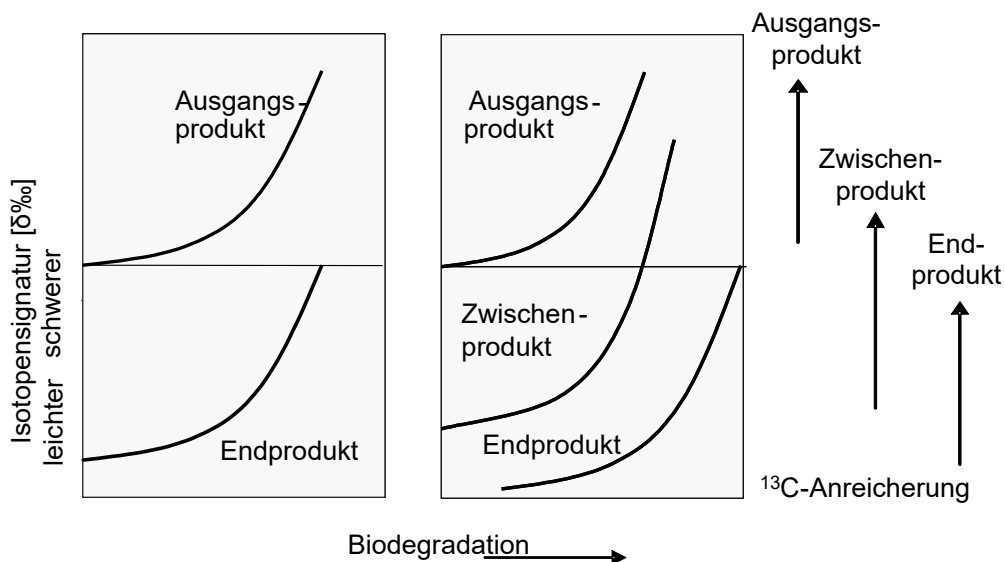 Isotopensignatur [δ‰]
leichter schwerer
Ausgangs-
produkt
Endprodukt
Ausgangs-
produkt
Zwischen-
produkt
Endprodukt
Ausgangs-
produkt
Zwischen-
produkt
End-
produkt
¹³C-Anreicherung
Biodegradation